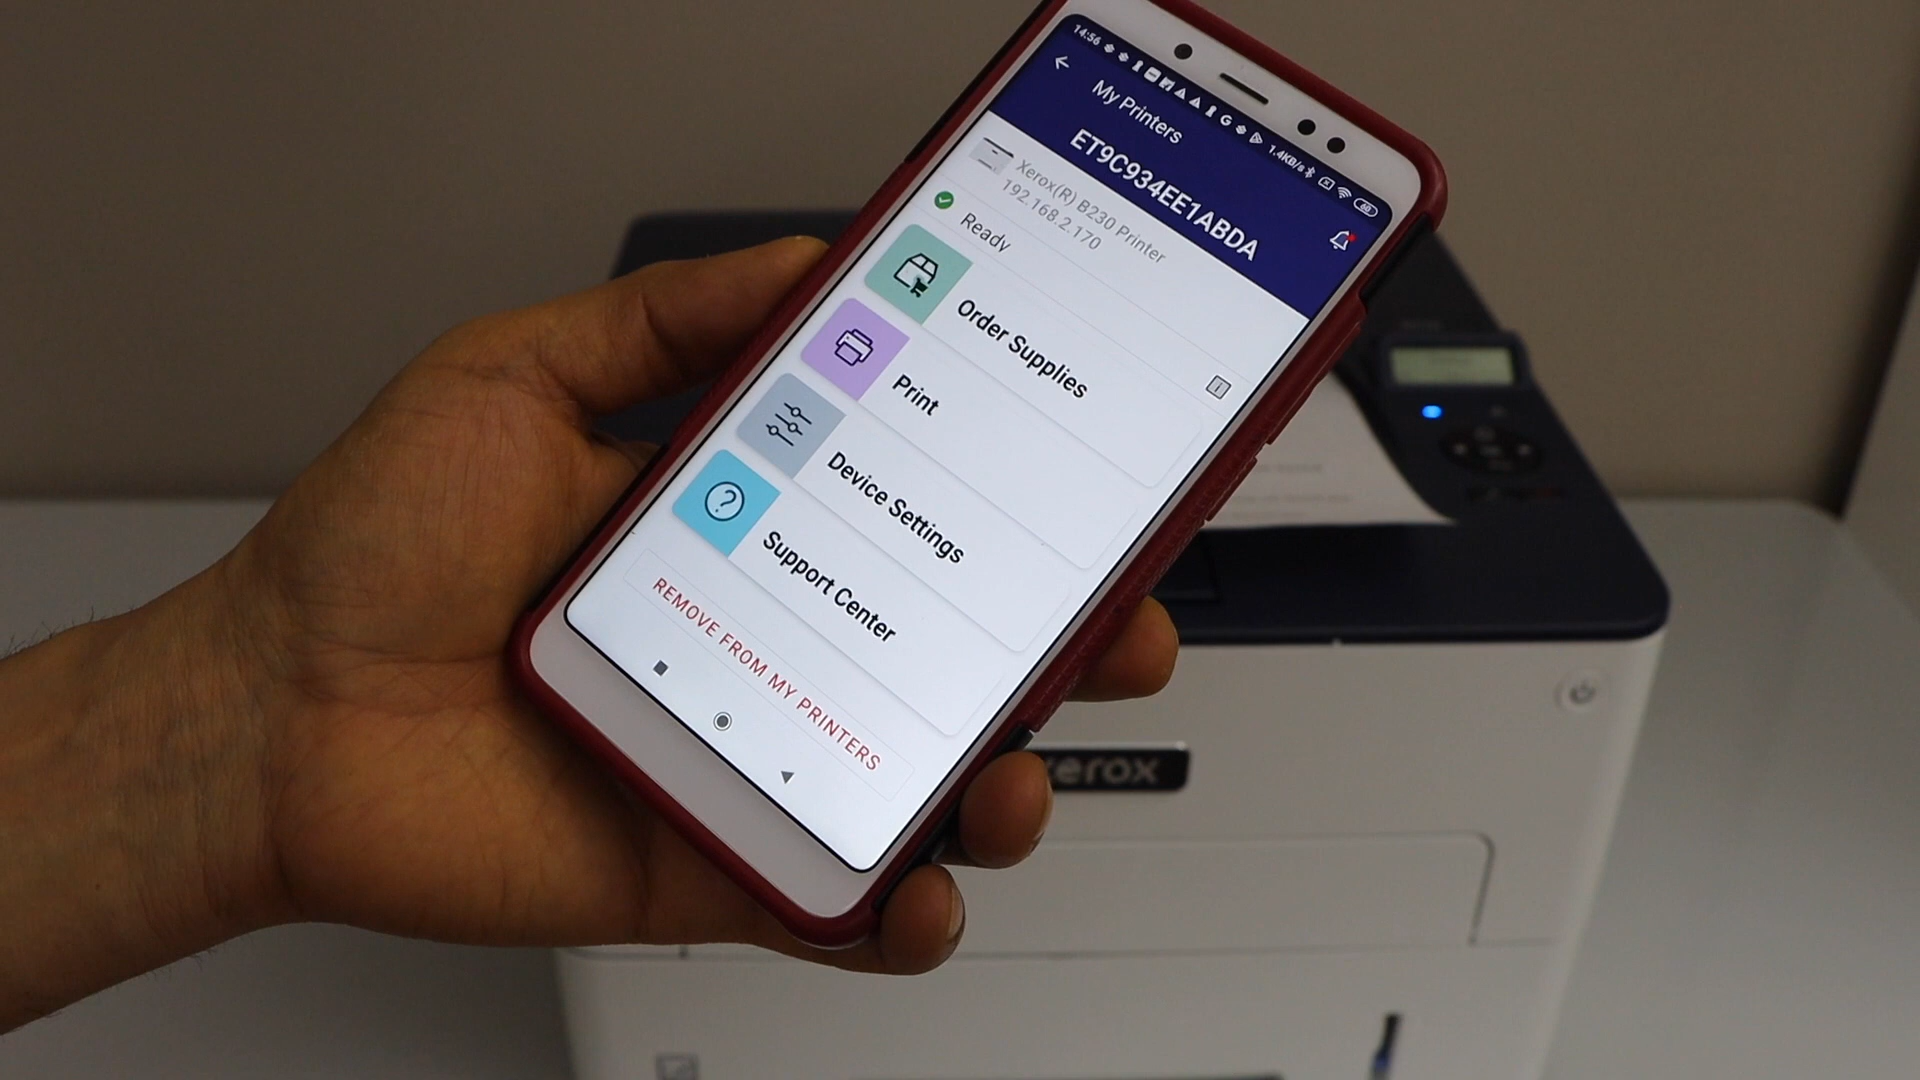 14:56
1.4KB/s
60
My Printers
ET9C934EE1ABDA
Xerox(R) B230 Printer
192.168.2.170
Ready
Order Supplies
Print
Device Settings
Support Center
REMOVE FROM MY PRINTERS
xerox